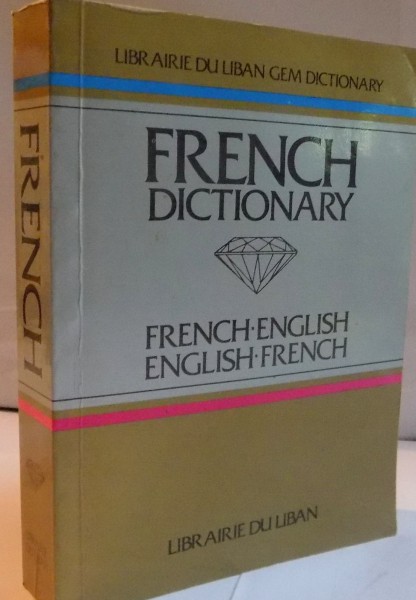 LIBRAIRIE DU LIBAN GEM DICTIONARY
FRENCH
DICTIONARY
FRENCH·ENGLISH
ENGLISH·FRENCH
LIBRAIRIE DU LIBAN
FRENCH